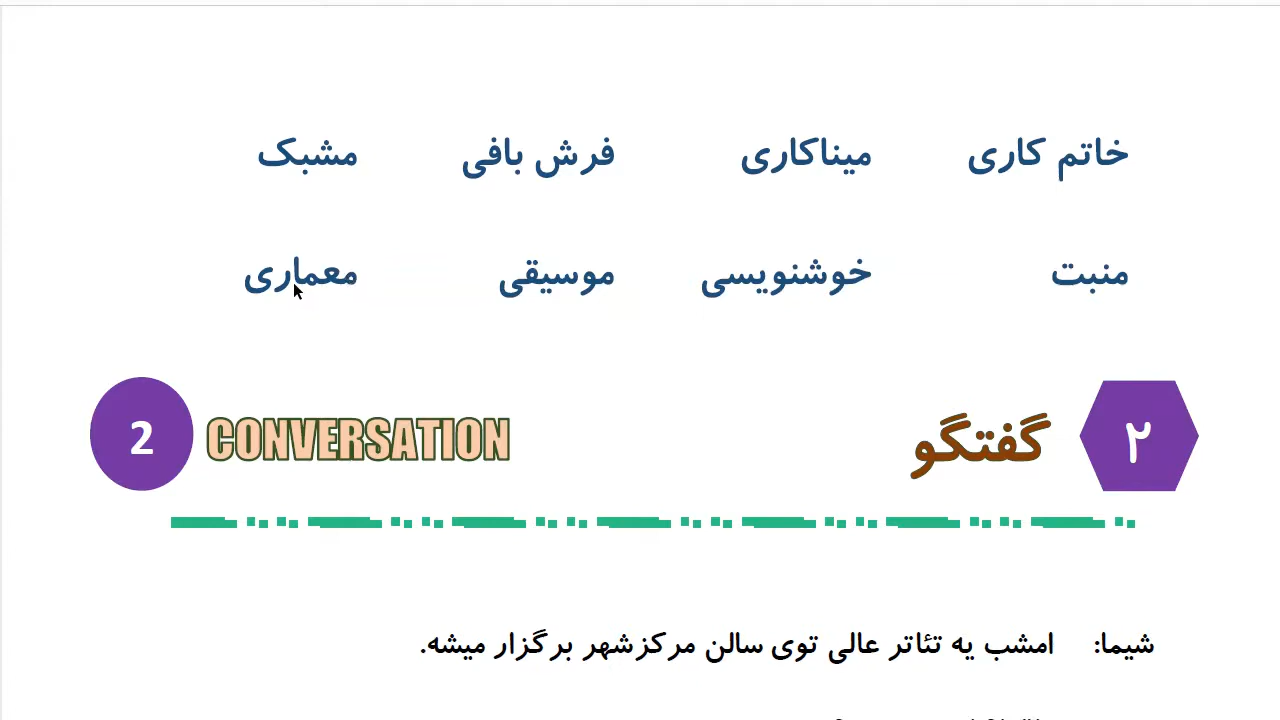 خاتم کاری میناکاری فرش بافی مشبک
منبت خوشنویسی موسیقی معماری
۲ گفتگو CONVERSATION 2
شیما: امشب یه تئاتر عالی توی سالن مرکزشهر برگزار میشه.